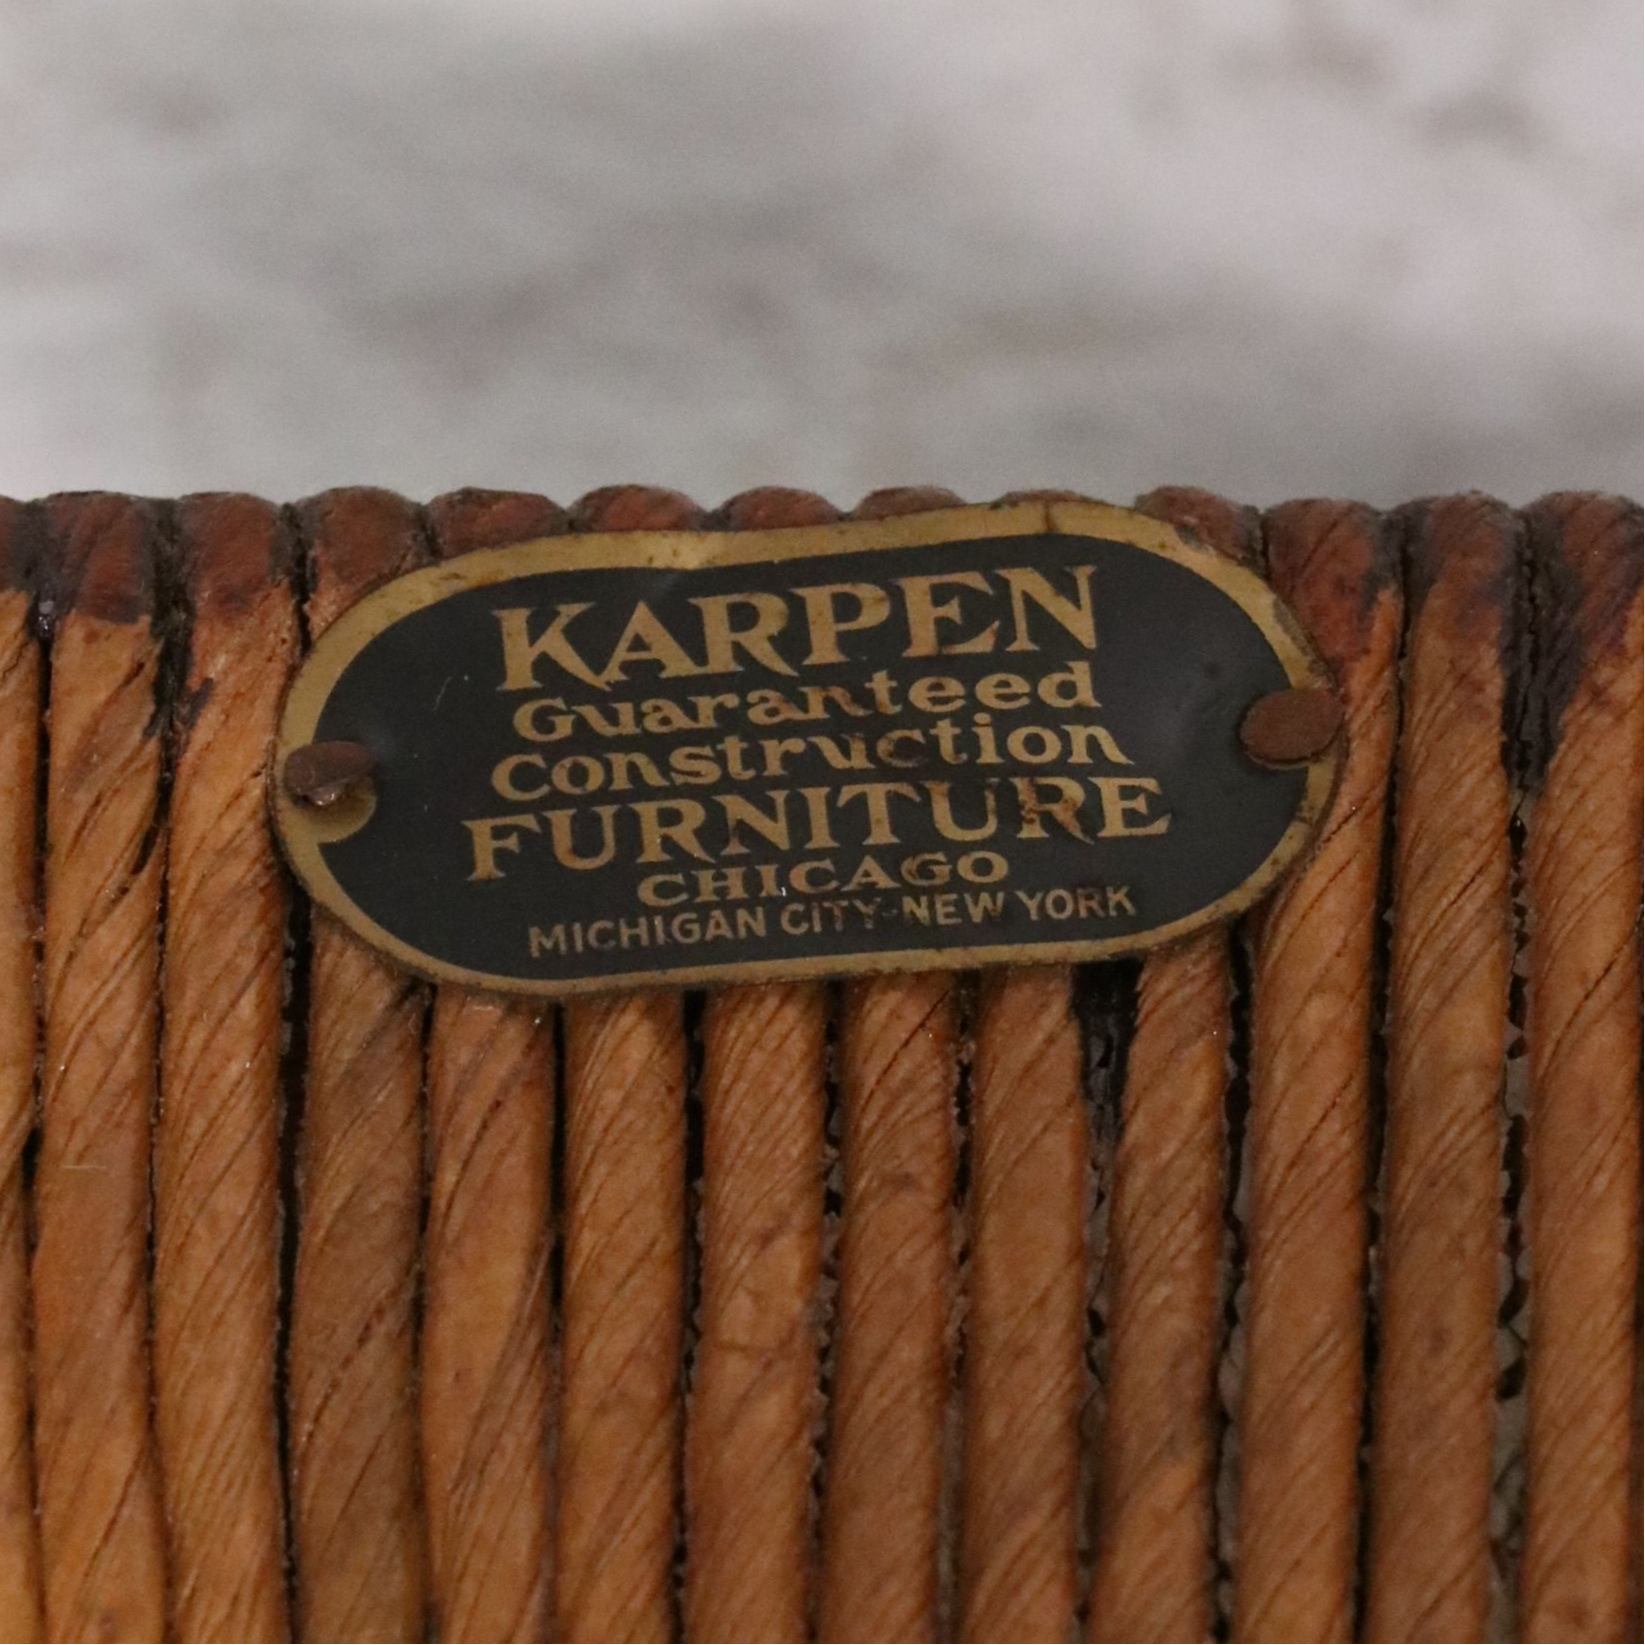 KARPEN
Guaranteed
Construction
FURNITURE
CHICAGO
MICHIGAN CITY-NEW YORK